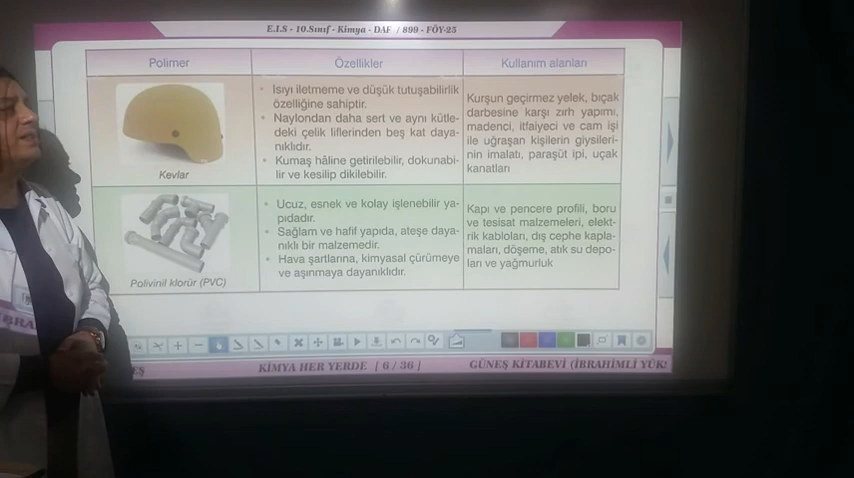 E.I.S - 10.Sınıf - Kimya - DAF / 899 - FÖY-25
Polimer
Özellikler
Kullanım alanları
Kevlar
• Isıyı iletmeme ve düşük tutuşabilirlik
özelliğine sahiptir.
• Naylondan daha sert ve aynı kütle-
deki çelik liflerinden beş kat daya-
nıklıdır.
• Kumaş hâline getirilebilir, dokunabi-
lir ve kesilip dikilebilir.
Kurşun geçirmez yelek, bıçak
darbesine karşı zırh yapımı,
madenci, itfaiyeci ve cam işi
ile uğraşan kişilerin giysileri-
nin imalatı, paraşüt ipi, uçak
kanatları
Polivinil klorür (PVC)
• Ucuz, esnek ve kolay işlenebilir ya-
pıdadır.
• Sağlam ve hafif yapıda, ateşe daya-
nıklı bir malzemedir.
• Hava şartlarına, kimyasal çürümeye
ve aşınmaya dayanıklıdır.
Kapı ve pencere profili, boru
ve tesisat malzemeleri, elekt-
rik kabloları, dış cephe kapla-
maları, döşeme, atık su depo-
ları ve yağmurluk
KİMYA HER YERDE [ 6 / 36 ]
GÜNEŞ KİTABEVİ (İBRAHİMLİ YÜK